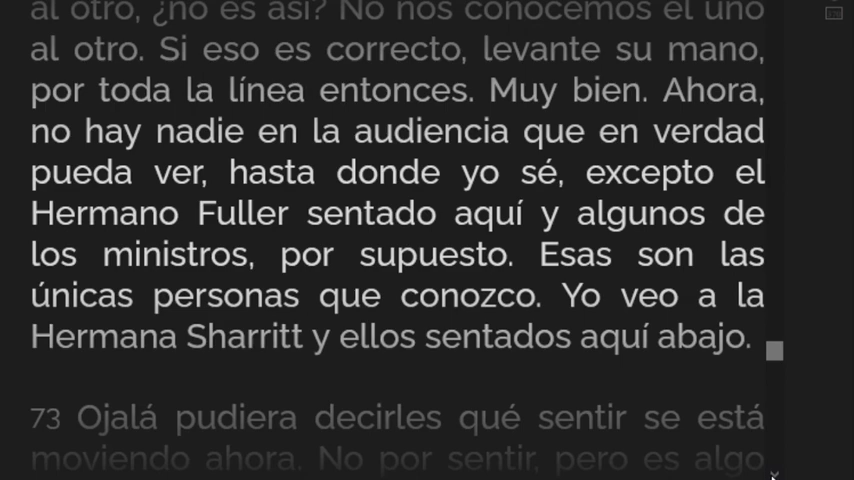 al otro, ¿no es así? No nos conocemos el uno
al otro. Si eso es correcto, levante su mano,
por toda la línea entonces. Muy bien. Ahora,
no hay nadie en la audiencia que en verdad
pueda ver, hasta donde yo sé, excepto el
Hermano Fuller sentado aquí y algunos de
los ministros, por supuesto. Esas son las
únicas personas que conozco. Yo veo a la
Hermana Sharritt y ellos sentados aquí abajo.
73 Ojalá pudiera decirles qué sentir se está
moviendo ahora. No por sentir, pero es algo